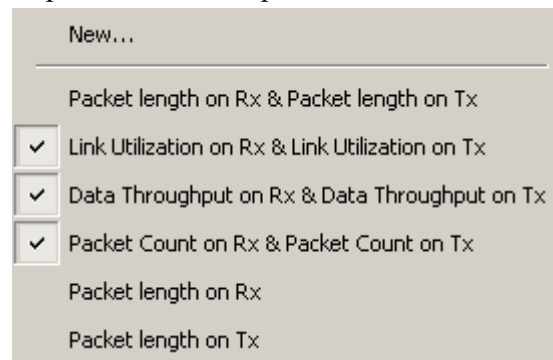 New...
Packet length on Rx & Packet length on Tx
Link Utilization on Rx & Link Utilization on Tx
Data Throughput on Rx & Data Throughput on Tx
Packet Count on Rx & Packet Count on Tx
Packet length on Rx
Packet length on Tx